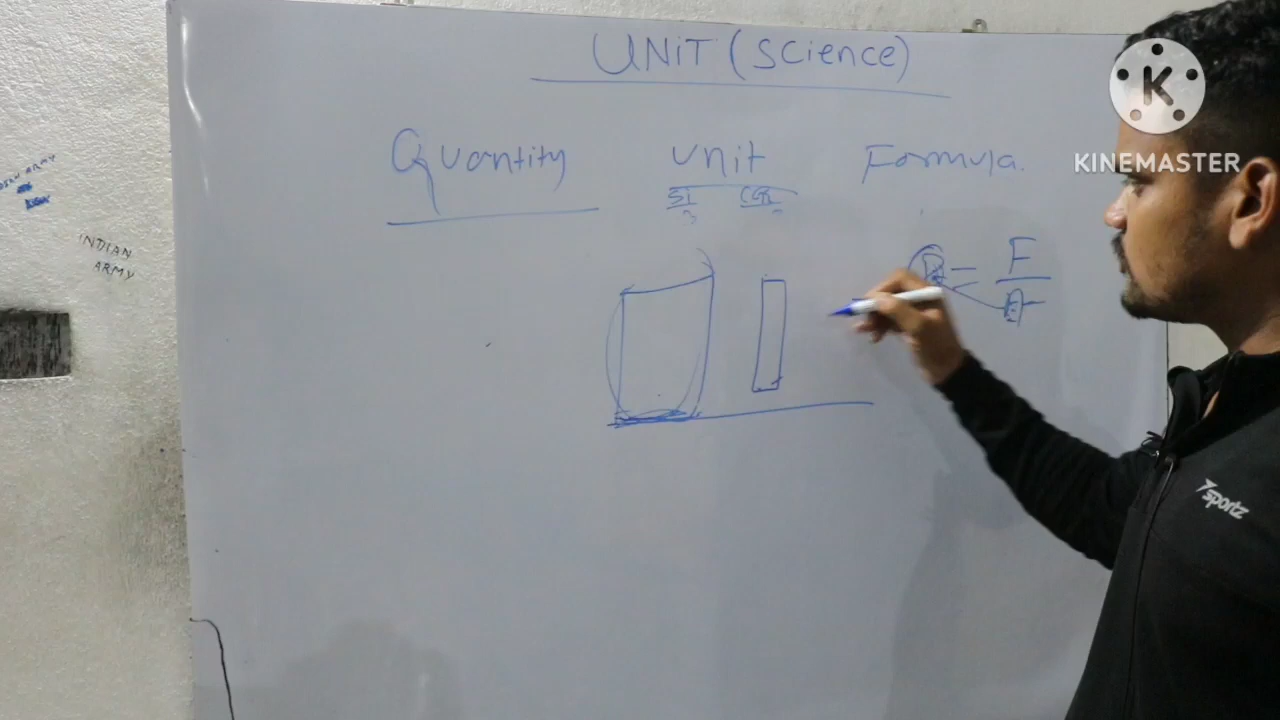 UNiT (Science)
Quantity Unit Formula.
SI CGS
P = F
A
INDIAN
ARMY
K
KINEMASTER
sportz